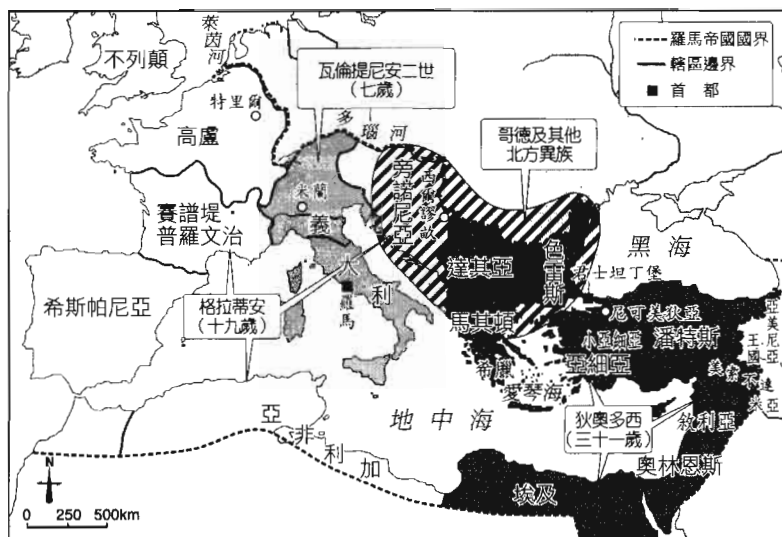 萊茵河
不列顛
瓦倫提尼安二世
(七歲)
羅馬帝國國界
轄區邊界
首都
特里爾
高盧
多瑙河
哥德及其他
北方異族
米蘭
旁諾尼亞
西爾謬畝
賽譜堤
普羅文治
義大利
達其亞
色雷斯
黑海
君士坦丁堡
希斯帕尼亞
格拉蒂安
(十九歲)
羅馬
馬其頓
尼可美狄亞
小亞細亞
潘特斯
亞美尼亞
王國
亞細亞
希臘
愛琴海
美索不達米亞
地中海
狄奧多西
(三十一歲)
敘利亞
奧林恩斯
亞非利加
埃及
N
0 250 500km